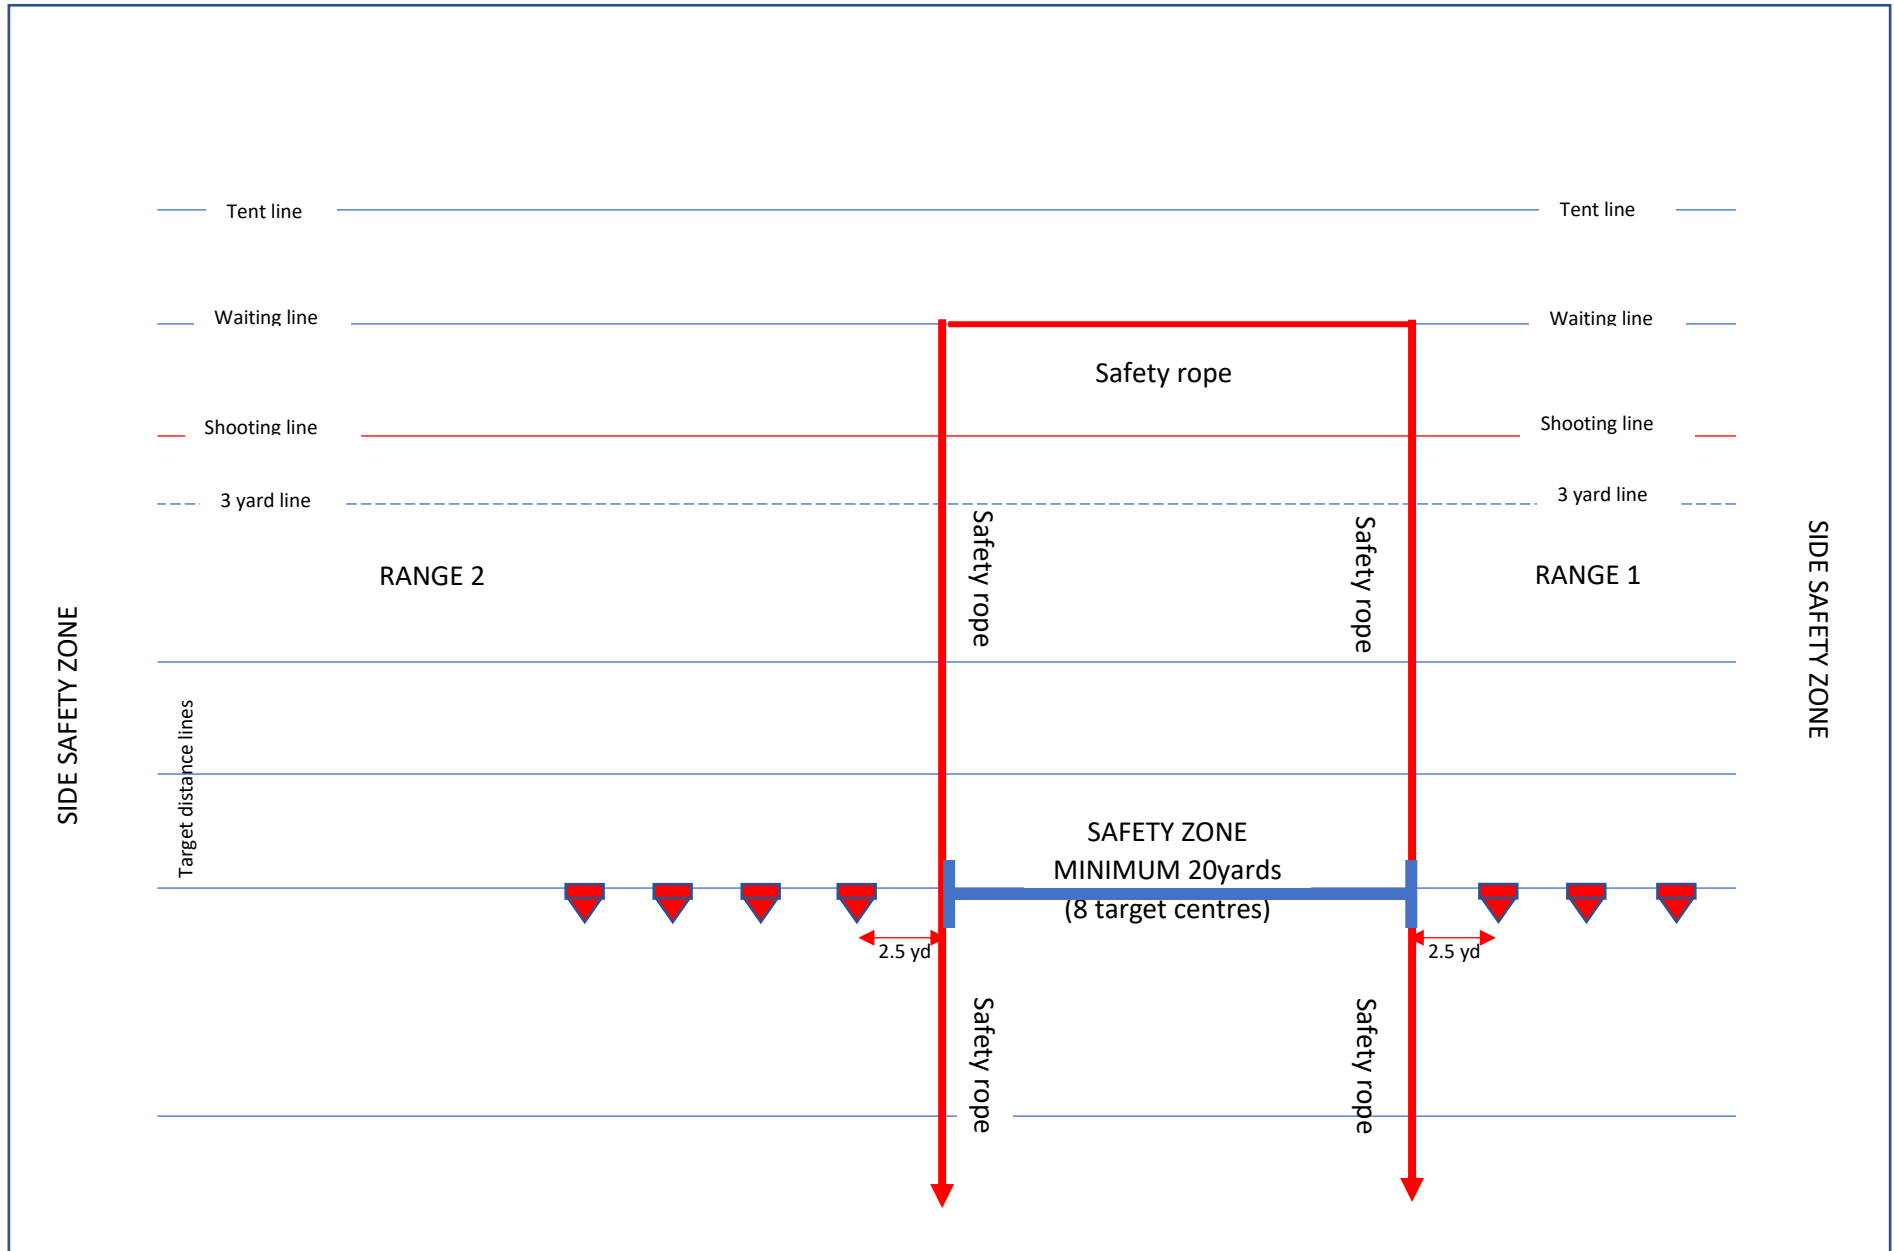 Tent line
Tent line
Waiting line
Waiting line
Safety rope
Shooting line
Shooting line
3 yard line
3 yard line
Safety rope
Safety rope
RANGE 2
RANGE 1
SIDE SAFETY ZONE
SIDE SAFETY ZONE
Target distance lines
SAFETY ZONE
MINIMUM 20yards
(8 target centres)
2.5 yd
2.5 yd
Safety rope
Safety rope